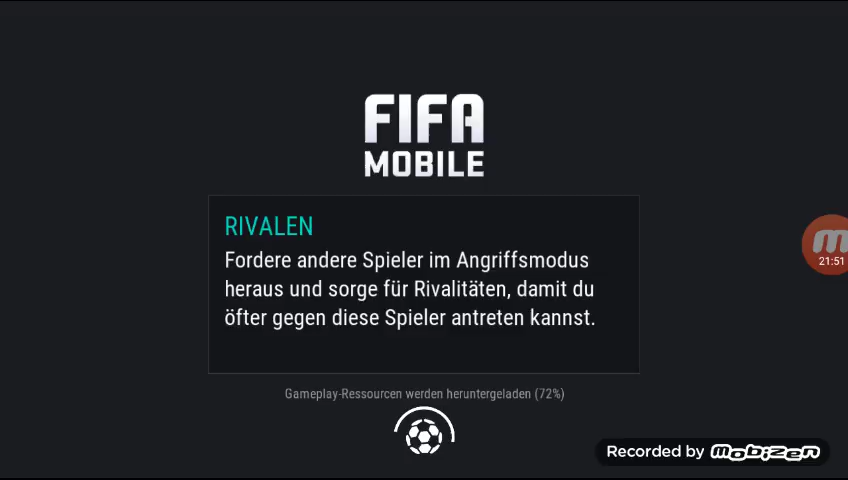 FIFA
MOBILE
RIVALEN
Fordere andere Spieler im Angriffsmodus
heraus und sorge für Rivalitäten, damit du
öfter gegen diese Spieler antreten kannst.
m
21:51
Gameplay-Ressourcen werden heruntergeladen (72%)
Recorded by Mobizen